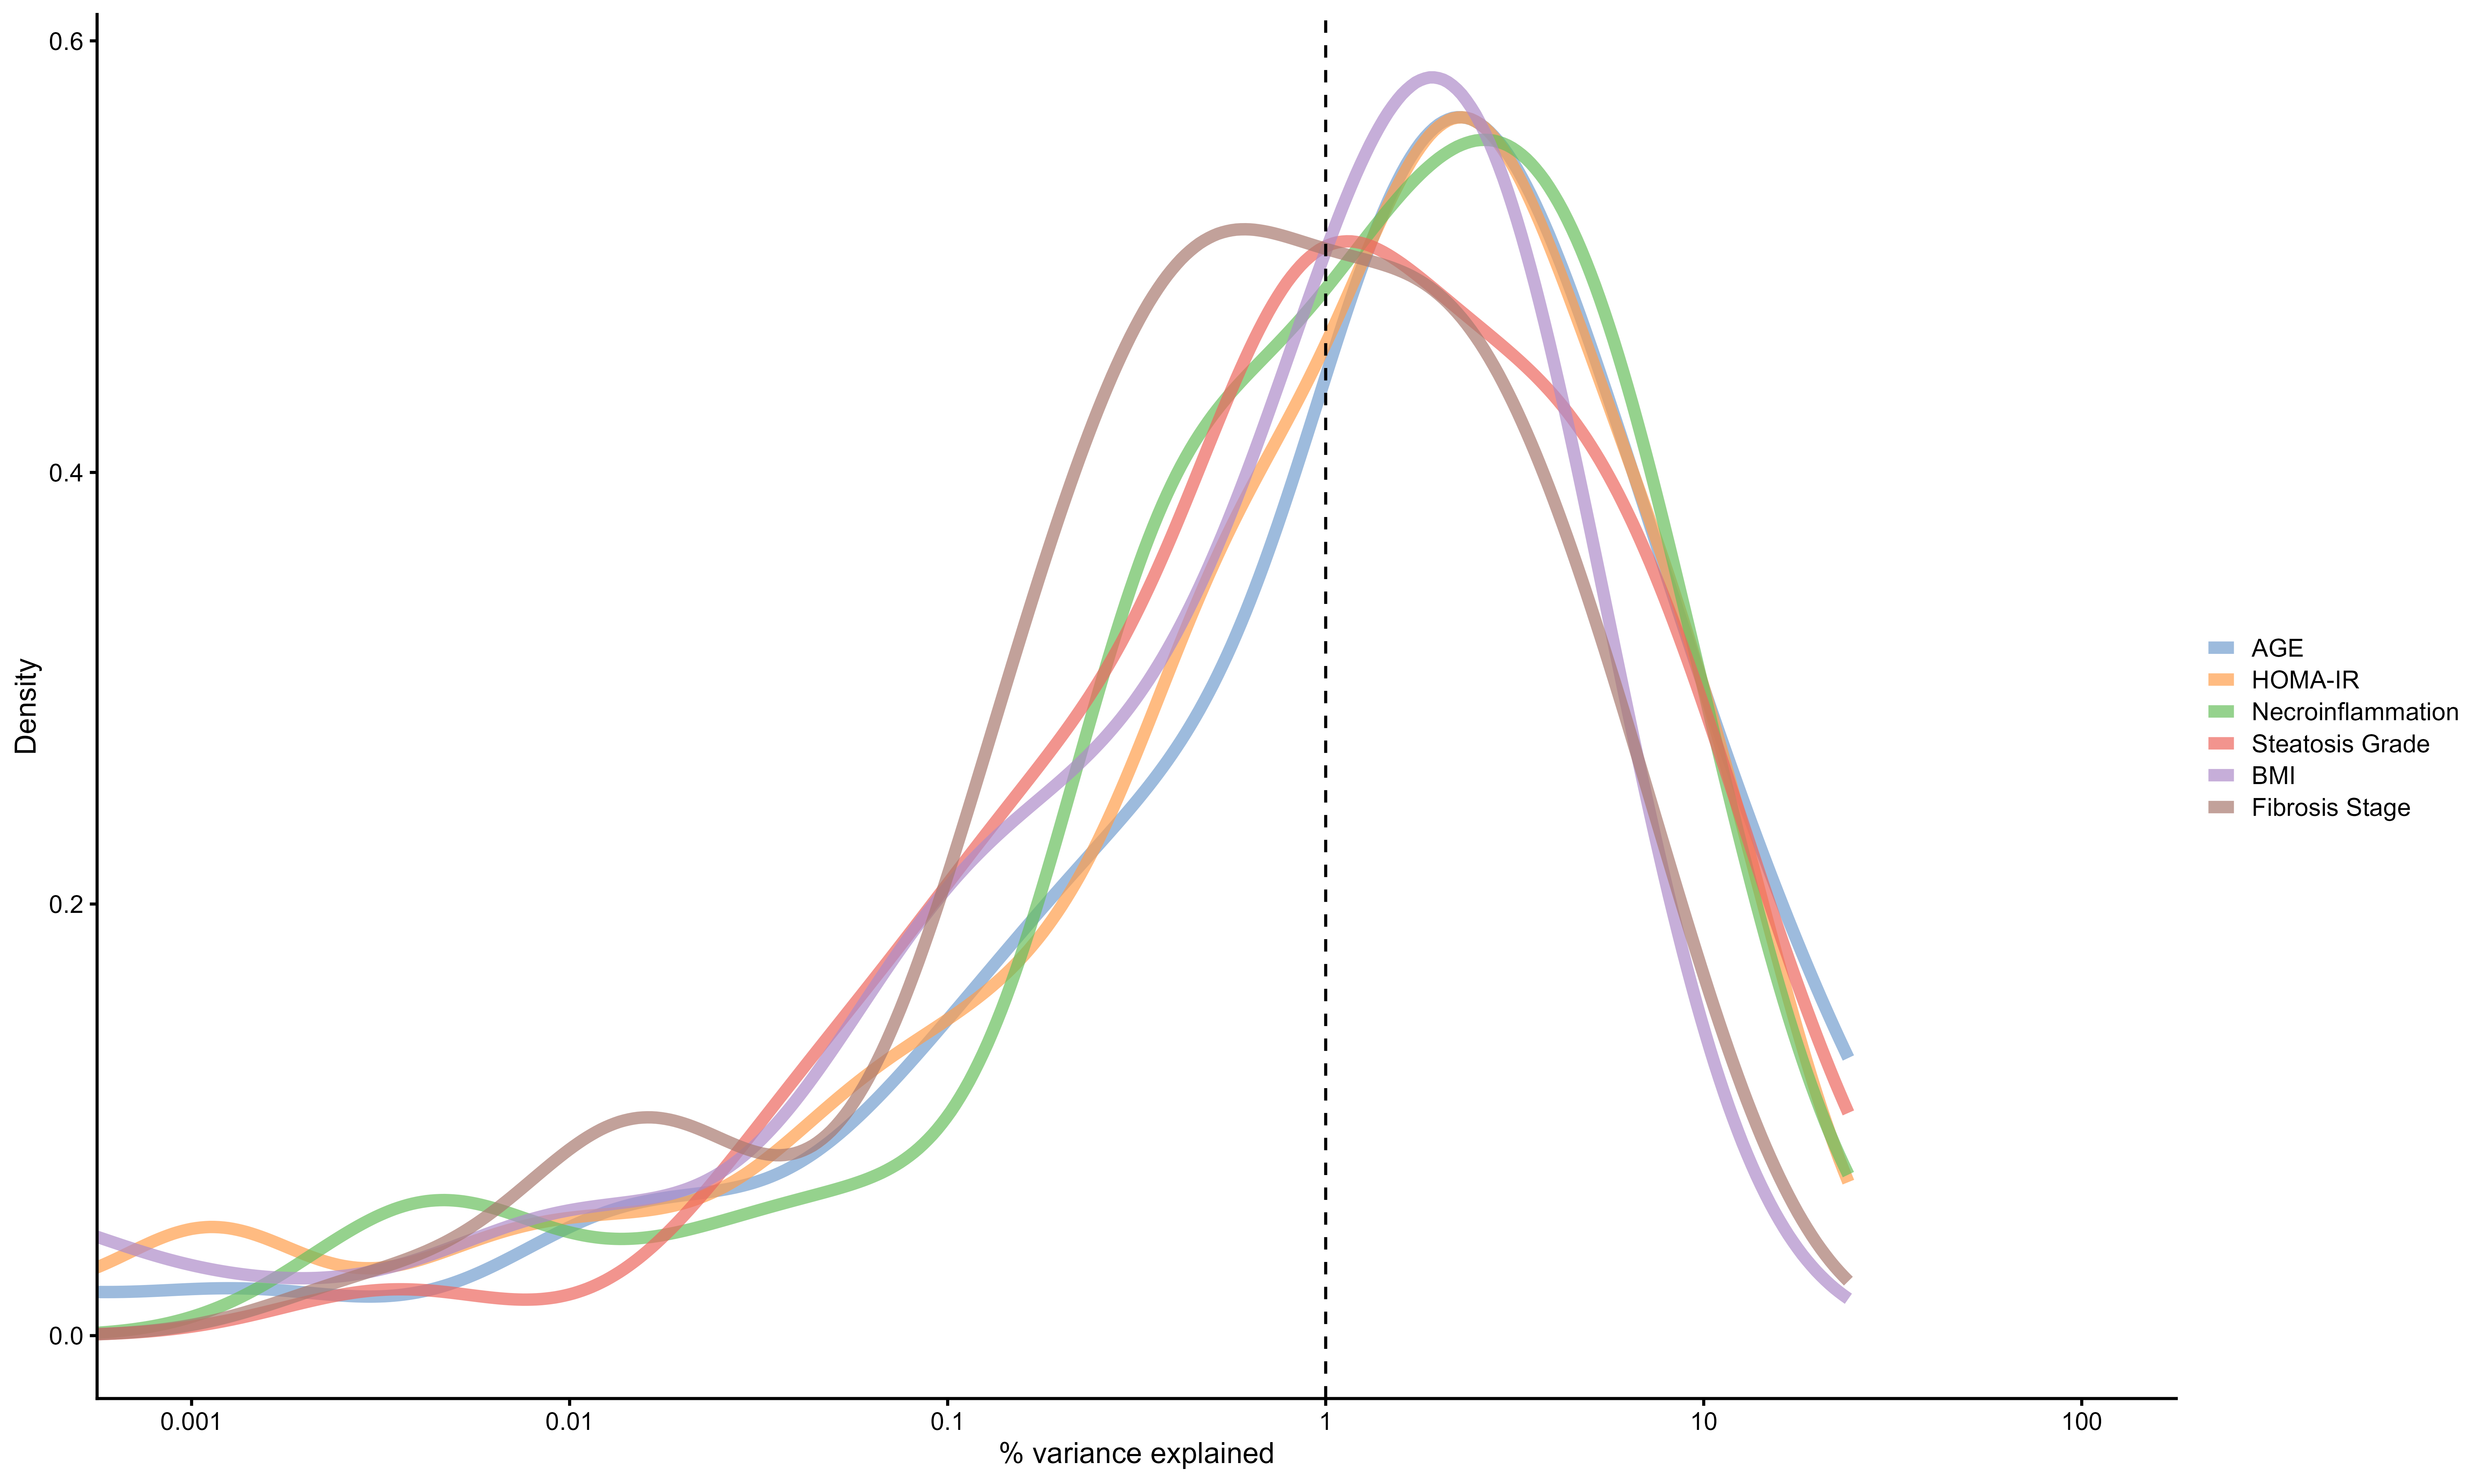 Density
0.6
0.4
0.2
0.0
0.001
0.01
0.1
1
10
100
% variance explained
AGE
HOMA-IR
Necroinflammation
Steatosis Grade
BMI
Fibrosis Stage